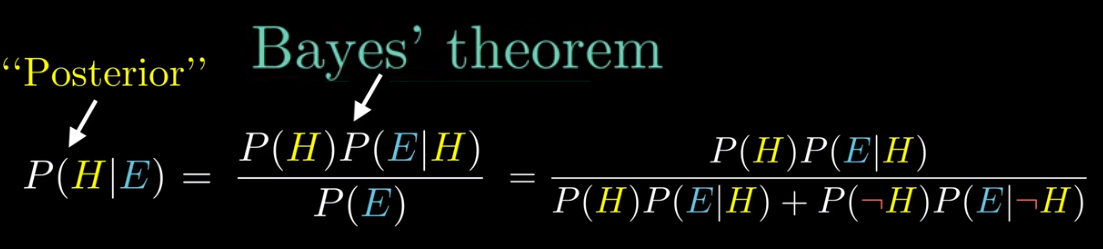 Bayes’ theorem
“Posterior”
P(H|E) = P(H)P(E|H) / P(E) = P(H)P(E|H) / P(H)P(E|H) + P(¬H)P(E|¬H)